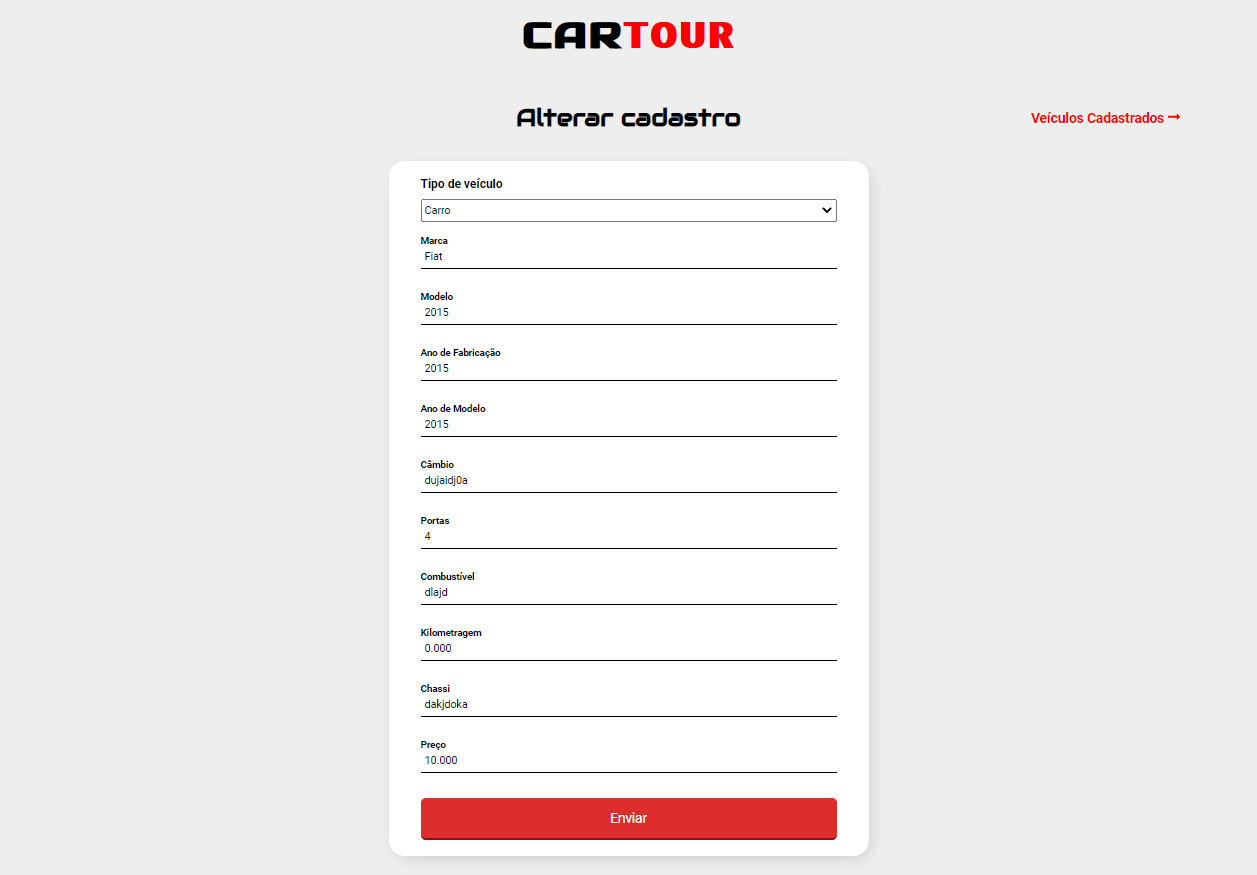 CARTOUR
Alterar cadastro
Veículos Cadastrados
Tipo de veículo
Carro
Marca
Fiat
Modelo
2015
Ano de Fabricação
2015
Ano de Modelo
2015
Câmbio
dujaidj0a
Portas
4
Combustível
dlajd
Kilometragem
0.000
Chassi
dakjdoka
Preço
10.000
Enviar